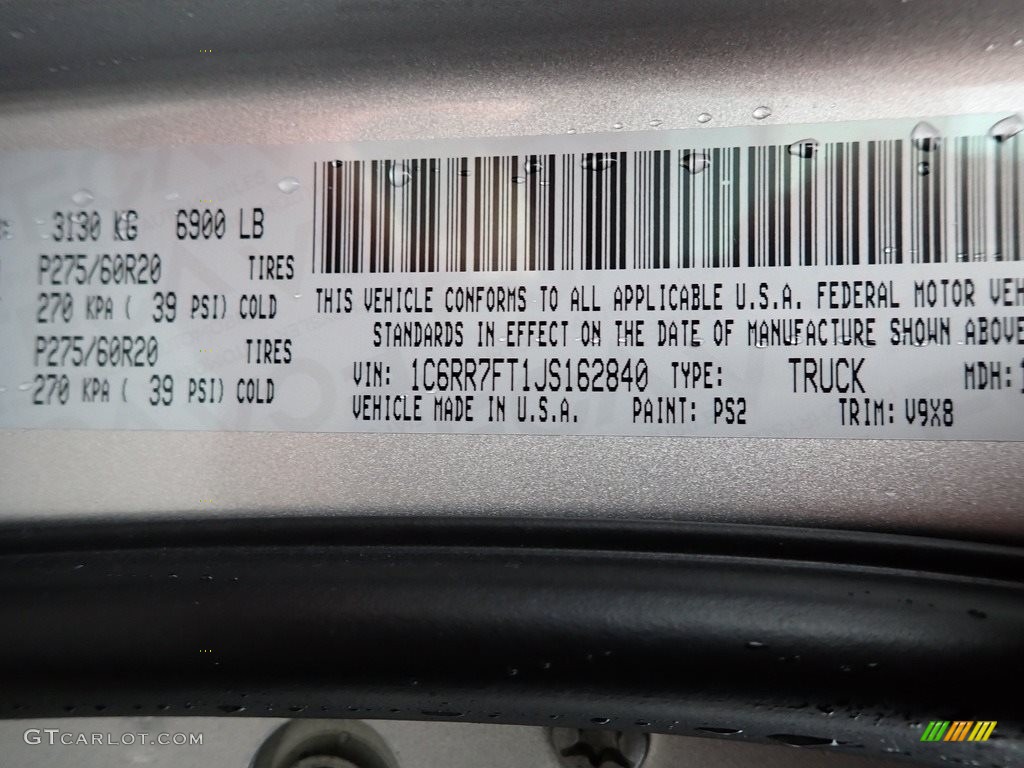 3130 KG 6900 LB
P275/60R20 TIRES
270 KPA ( 39 PSI) COLD
P275/60R20 TIRES
270 KPA ( 39 PSI) COLD
THIS VEHICLE CONFORMS TO ALL APPLICABLE U.S.A. FEDERAL MOTOR VEH
STANDARDS IN EFFECT ON THE DATE OF MANUFACTURE SHOWN ABOVE
VIN: 1C6RR7FT1JS162840 TYPE: TRUCK MDH: 1
VEHICLE MADE IN U.S.A. PAINT: PS2 TRIM: V9X8
GTCARLOT.COM